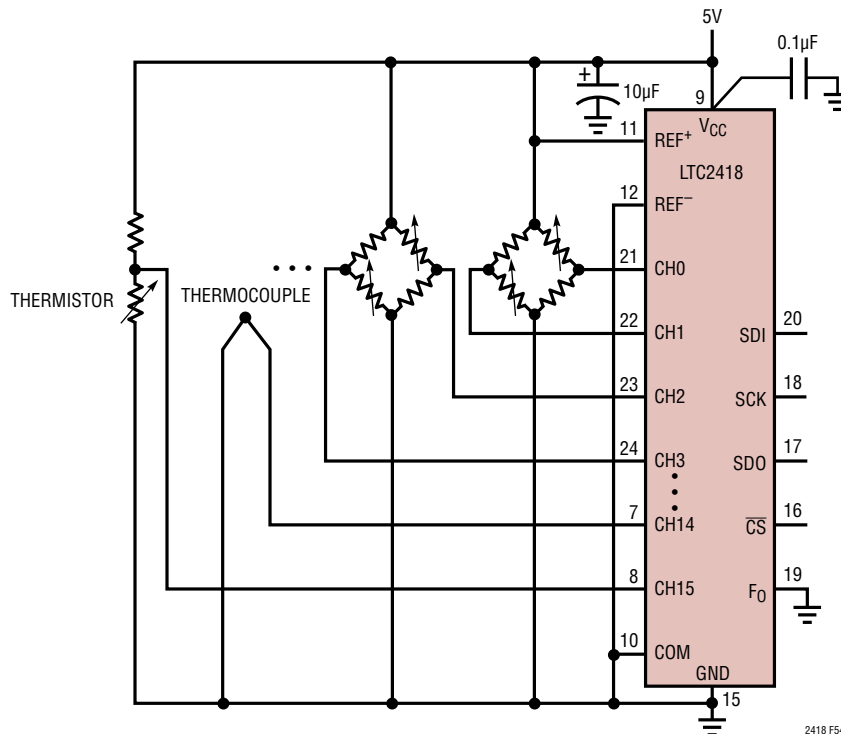 5V
0.1µF
+
10µF
9
VCC
11
REF+
LTC2418
12
REF−
21
CH0
THERMISTOR
THERMOCOUPLE
22
CH1
20
SDI
23
CH2
18
SCK
24
CH3
17
SDO
7
CH14
16
CS
8
CH15
19
FO
10
COM
GND
15
2418 F54